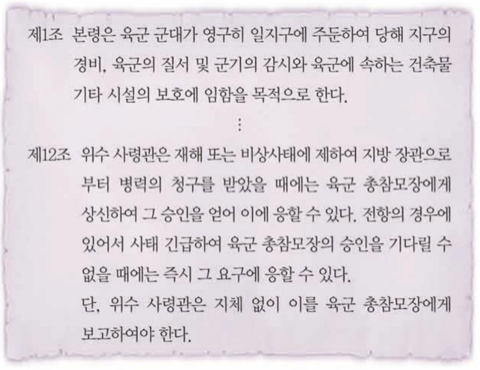 제1조 본령은 육군 군대가 영구히 일지구에 주둔하여 당해 지구의
경비, 육군의 질서 및 군기의 감시와 육군에 속하는 건축물
기타 시설의 보호에 임함을 목적으로 한다.
⋮
제12조 위수 사령관은 재해 또는 비상사태에 제하여 지방 장관으로
부터 병력의 청구를 받았을 때에는 육군 총참모장에게
상신하여 그 승인을 얻어 이에 응할 수 있다. 전항의 경우에
있어서 사태 긴급하여 육군 총참모장의 승인을 기다릴 수
없을 때에는 즉시 그 요구에 응할 수 있다.
단, 위수 사령관은 지체 없이 이를 육군 총참모장에게
보고하여야 한다.